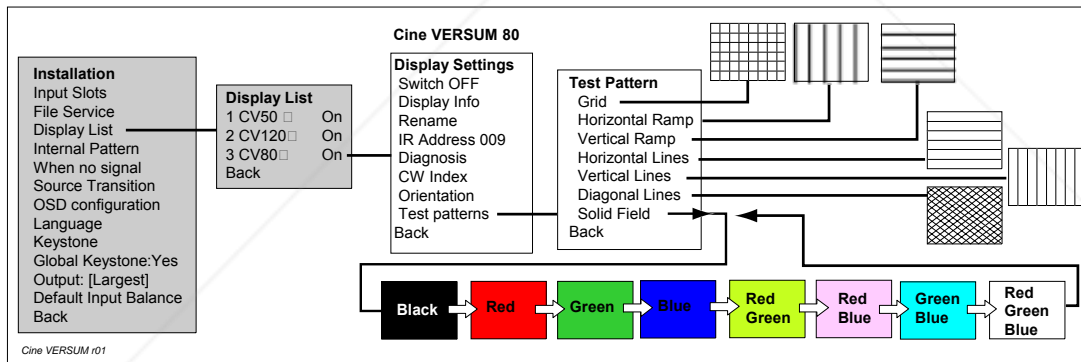 Cine VERSUM 80
Installation
Input Slots
File Service
Display List
Internal Pattern
When no signal
Source Transition
OSD configuration
Language
Keystone
Global Keystone:Yes
Output: [Largest]
Default Input Balance
Back
Display List
1 CV50 □ On
2 CV120□ On
3 CV80□ On
Back
Display Settings
Switch OFF
Display Info
Rename
IR Address 009
Diagnosis
CW Index
Orientation
Test patterns
Back
Test Pattern
Grid
Horizontal Ramp
Vertical Ramp
Horizontal Lines
Vertical Lines
Diagonal Lines
Solid Field
Back
Black
Red
Green
Blue
Red
Green
Red
Blue
Green
Blue
Red
Green
Blue
Cine VERSUM r01